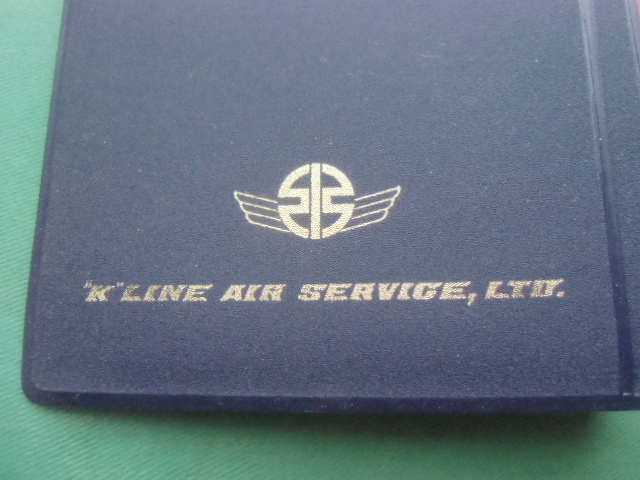 "K" LINE AIR SERVICE, LTD.